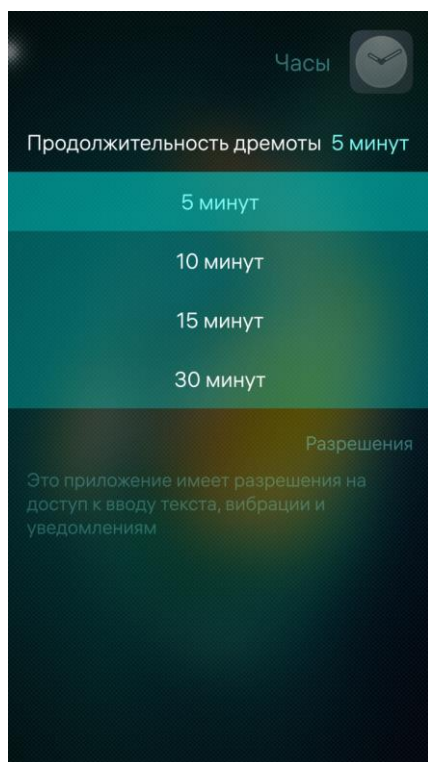 Часы
Продолжительность дремоты 5 минут
5 минут
10 минут
15 минут
30 минут
Разрешения
Это приложение имеет разрешения на
доступ к вводу текста, вибрации и
уведомлениям